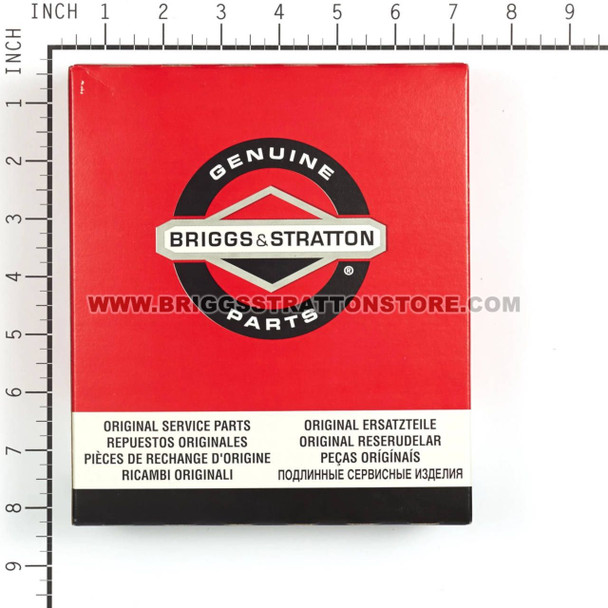 INCH 1 2 3 4 5 6 7 8 9
INCH
1
2
3
4
5
6
7
8
9
GENUINE
BRIGGS & STRATTON
®
PARTS
WWW.BRIGGSSTRATTONSTORE.COM
ORIGINAL SERVICE PARTS
REPUESTOS ORIGINALES
PIÈCES DE RECHANGE D'ORIGINE
RICAMBI ORIGINALI
ORIGINAL ERSATZTEILE
ORIGINAL RESERUDELAR
PEÇAS ORIGÍNAÍS
ПОДЛИННЫЕ СЕРВИСНЫЕ ИЗДЕЛИЯ